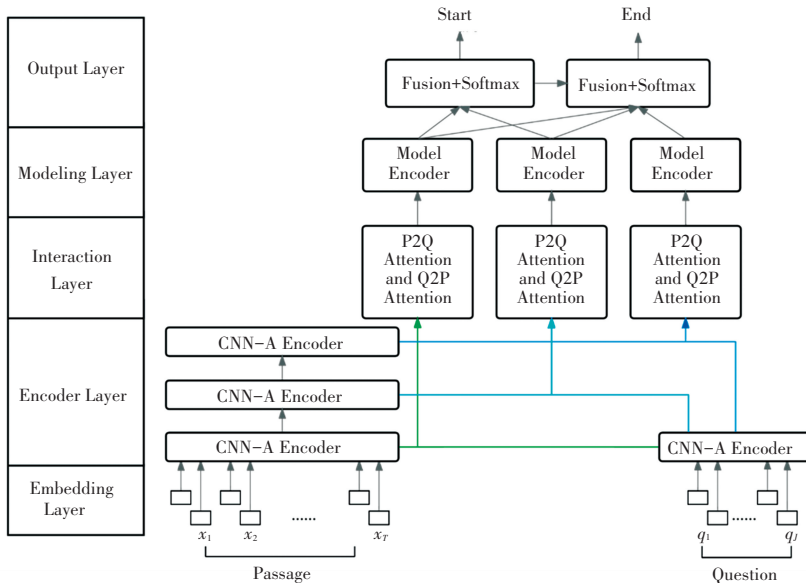 Start
End
Output Layer
Fusion+Softmax
Fusion+Softmax
Modeling Layer
Model
Encoder
Model
Encoder
Model
Encoder
Interaction
Layer
P2Q
Attention
and Q2P
Attention
P2Q
Attention
and Q2P
Attention
P2Q
Attention
and Q2P
Attention
Encoder Layer
CNN-A Encoder
CNN-A Encoder
CNN-A Encoder
CNN-A Encoder
Embedding
Layer
x1 x2 ...... xT
q1 ...... qJ
Passage
Question